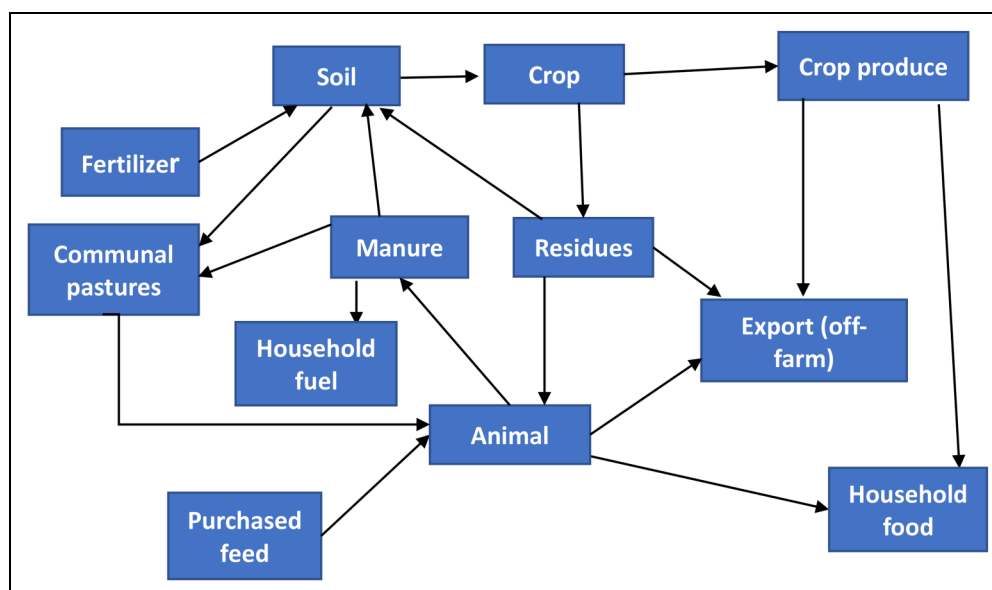 Soil
Crop
Crop produce
Fertilizer
Communal
pastures
Manure
Residues
Household
fuel
Export (off-
farm)
Animal
Purchased
feed
Household
food